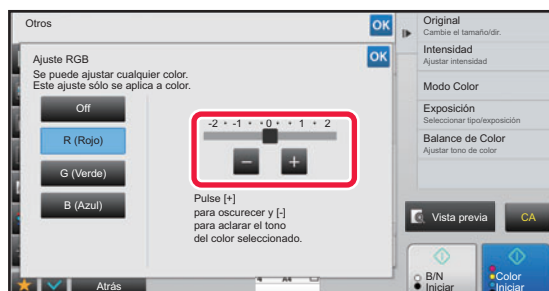 Otros
OK
Ajuste RGB
OK
Se puede ajustar cualquier color.
Este ajuste sólo se aplica a color.
Off
R (Rojo)
G (Verde)
B (Azul)
-2 • -1 • • 0 • • 1 • 2
Pulse [+]
para oscurecer y [-]
para aclarar el tono
del color seleccionado.
Atrás
Original
Cambie el tamaño/dir.
Intensidad
Ajustar intensidad
Modo Color
Exposición
Seleccionar tipo/exposición
Balance de Color
Ajustar tono de color
Vista previa
CA
B/N
Iniciar
Color
Iniciar